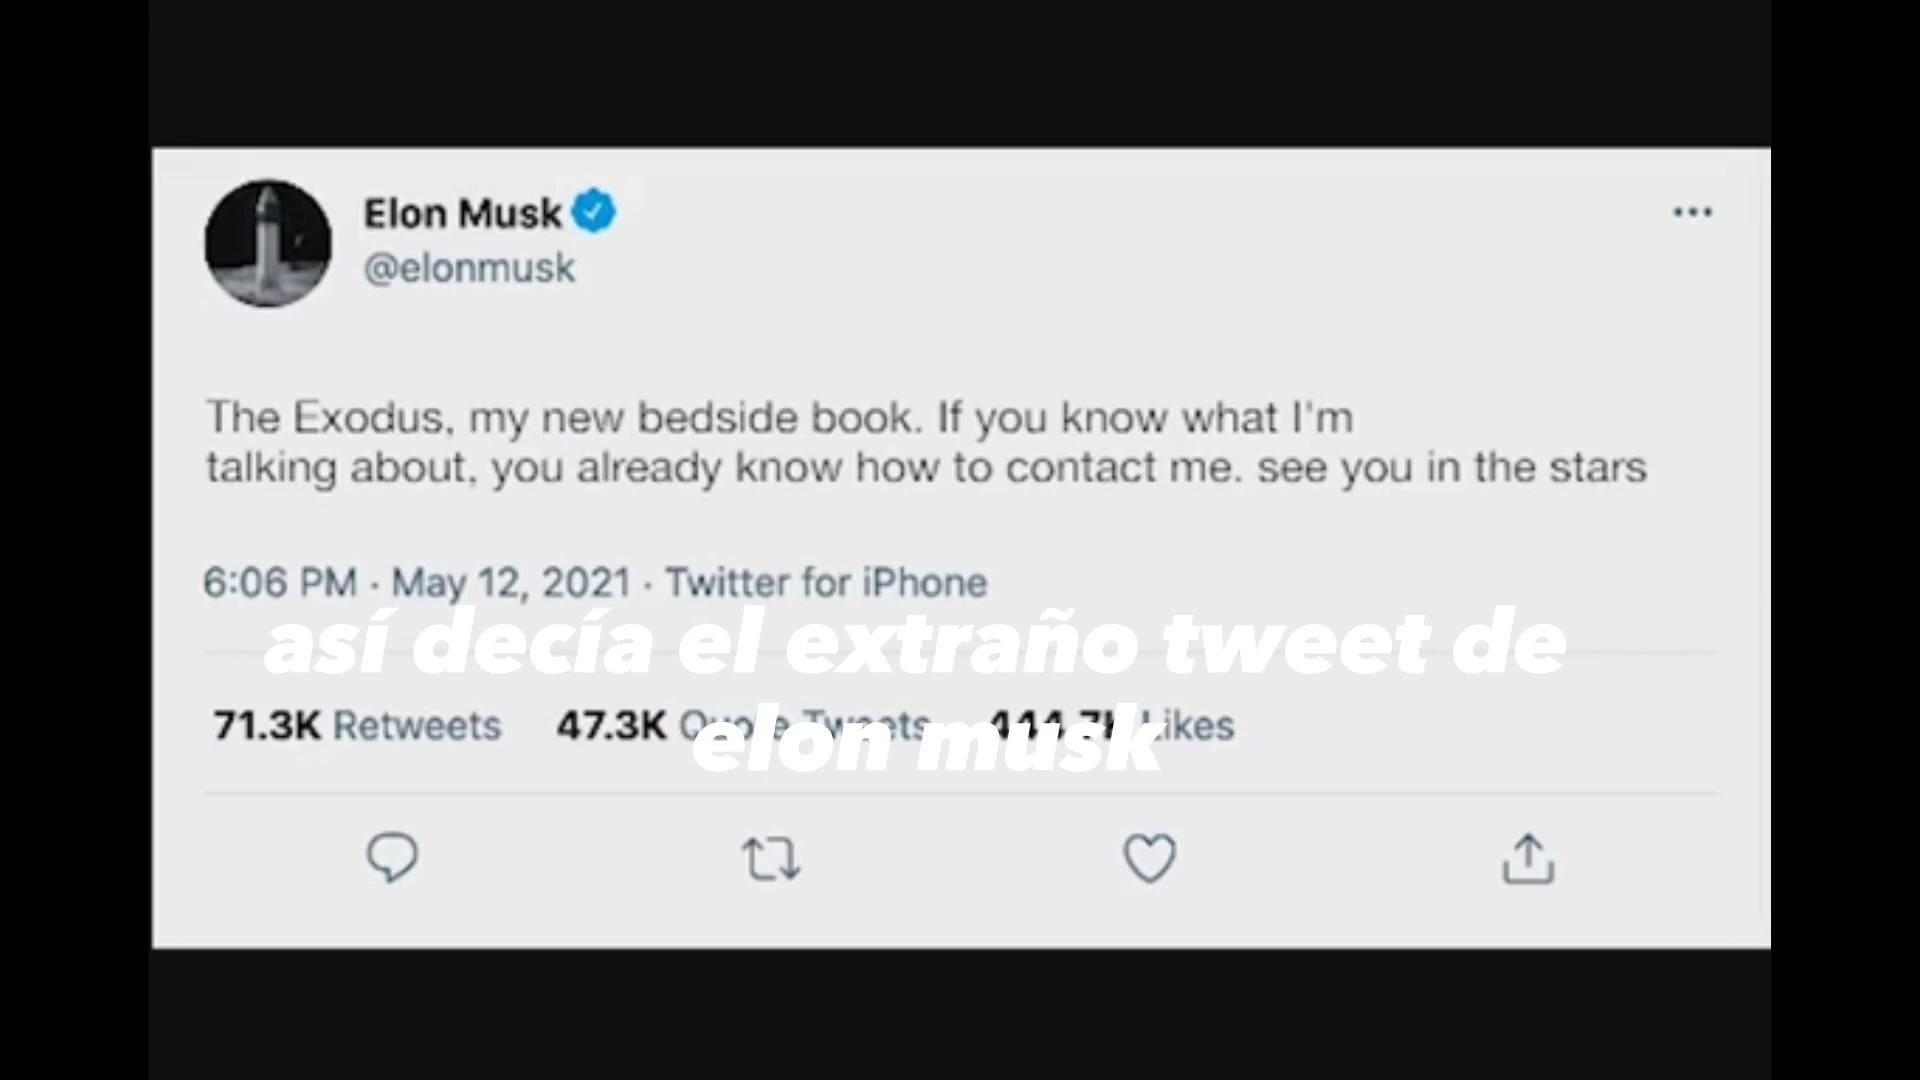 Elon Musk
@elonmusk
The Exodus, my new bedside book. If you know what I'm
talking about, you already know how to contact me. see you in the stars
6:06 PM · May 12, 2021 · Twitter for iPhone
así decía el extraño tweet de
elon musk
71.3K Retweets 47.3K Quote Tweets Likes